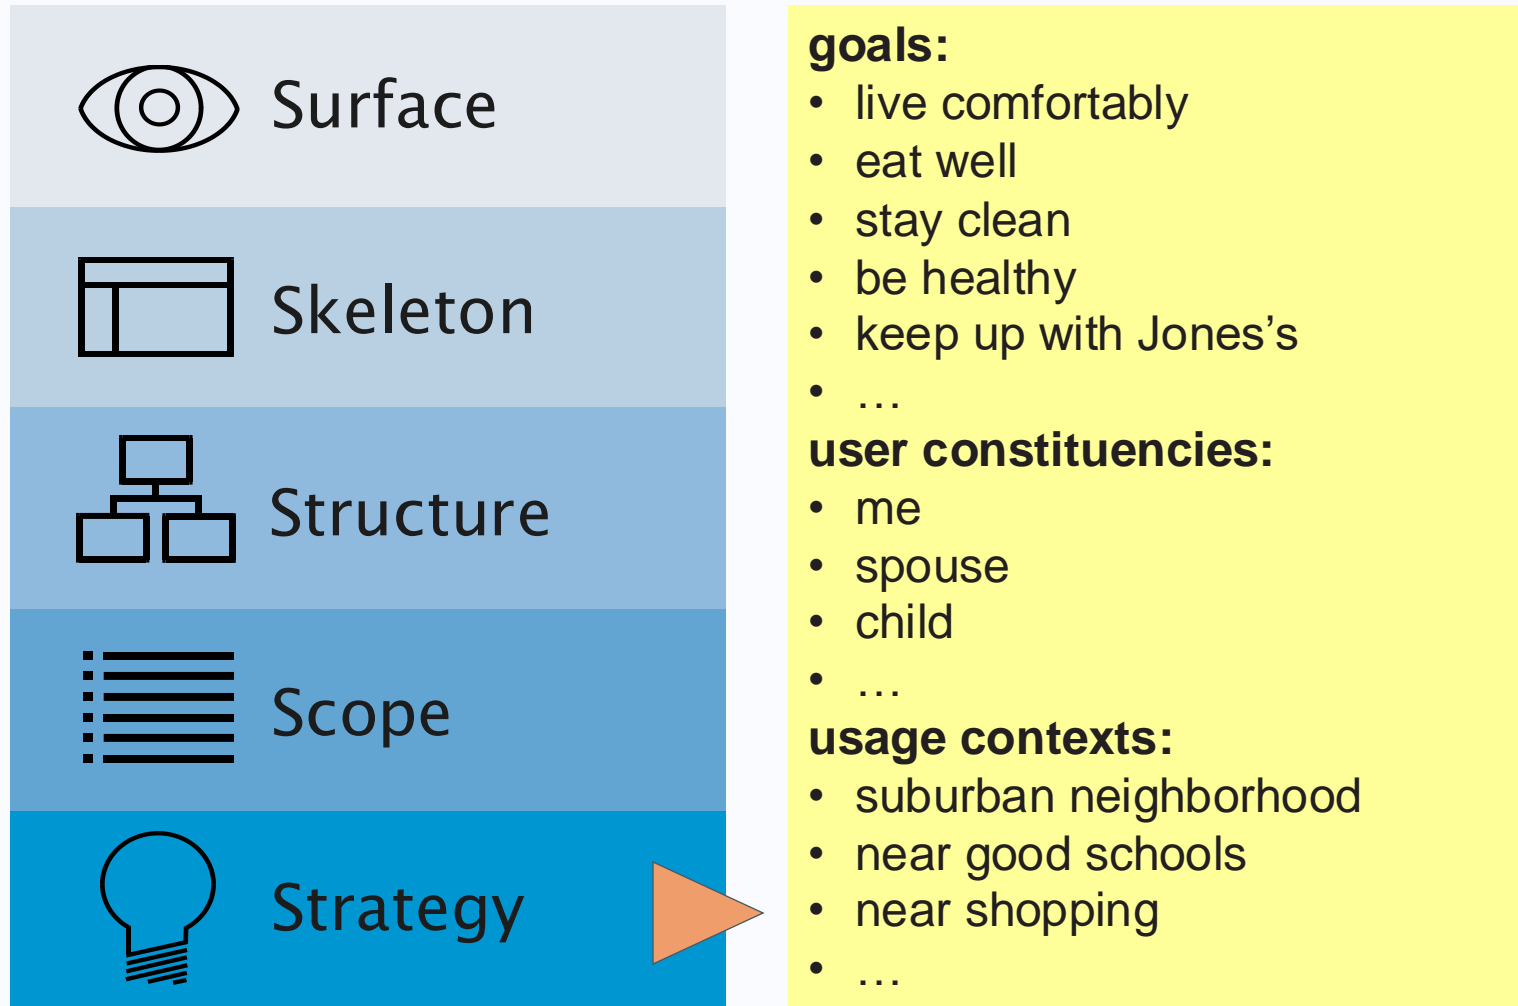 Surface
Skeleton
Structure
Scope
Strategy
goals:
• live comfortably
• eat well
• stay clean
• be healthy
• keep up with Jones’s
• …
user constituencies:
• me
• spouse
• child
• …
usage contexts:
• suburban neighborhood
• near good schools
• near shopping
• …